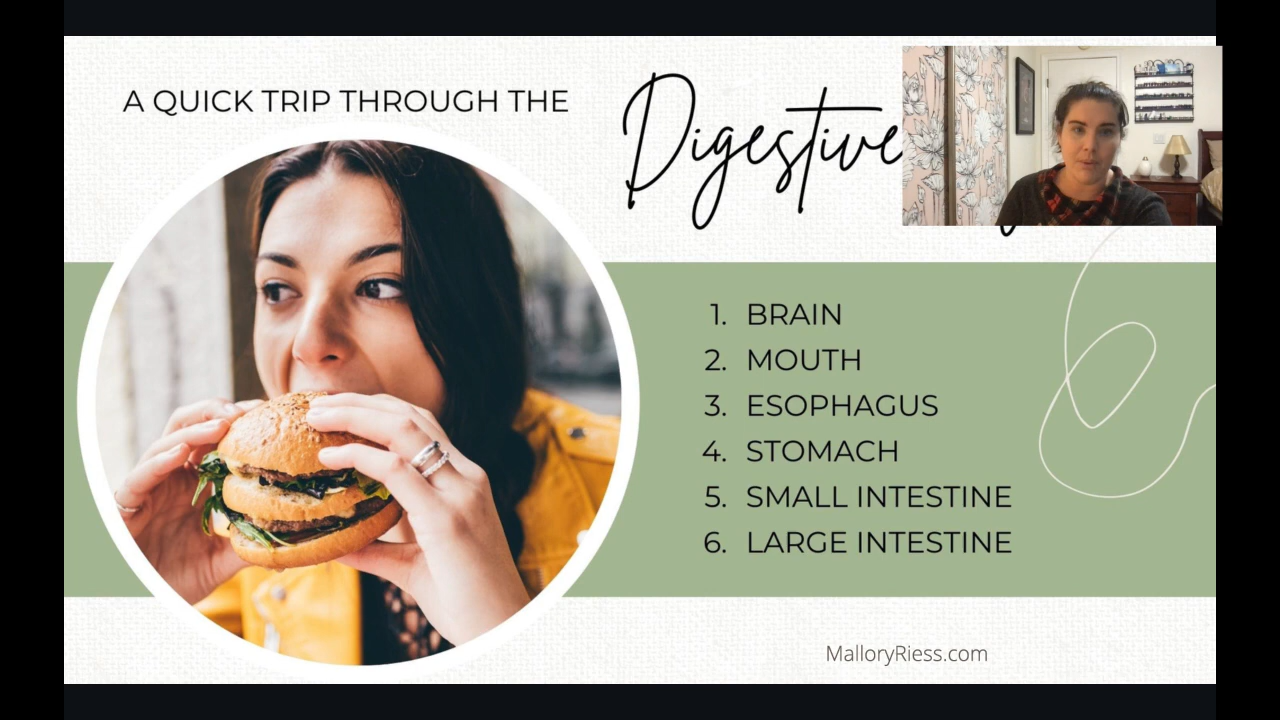 A QUICK TRIP THROUGH THE
Digestive
1. BRAIN
2. MOUTH
3. ESOPHAGUS
4. STOMACH
5. SMALL INTESTINE
6. LARGE INTESTINE
MalloryRiess.com